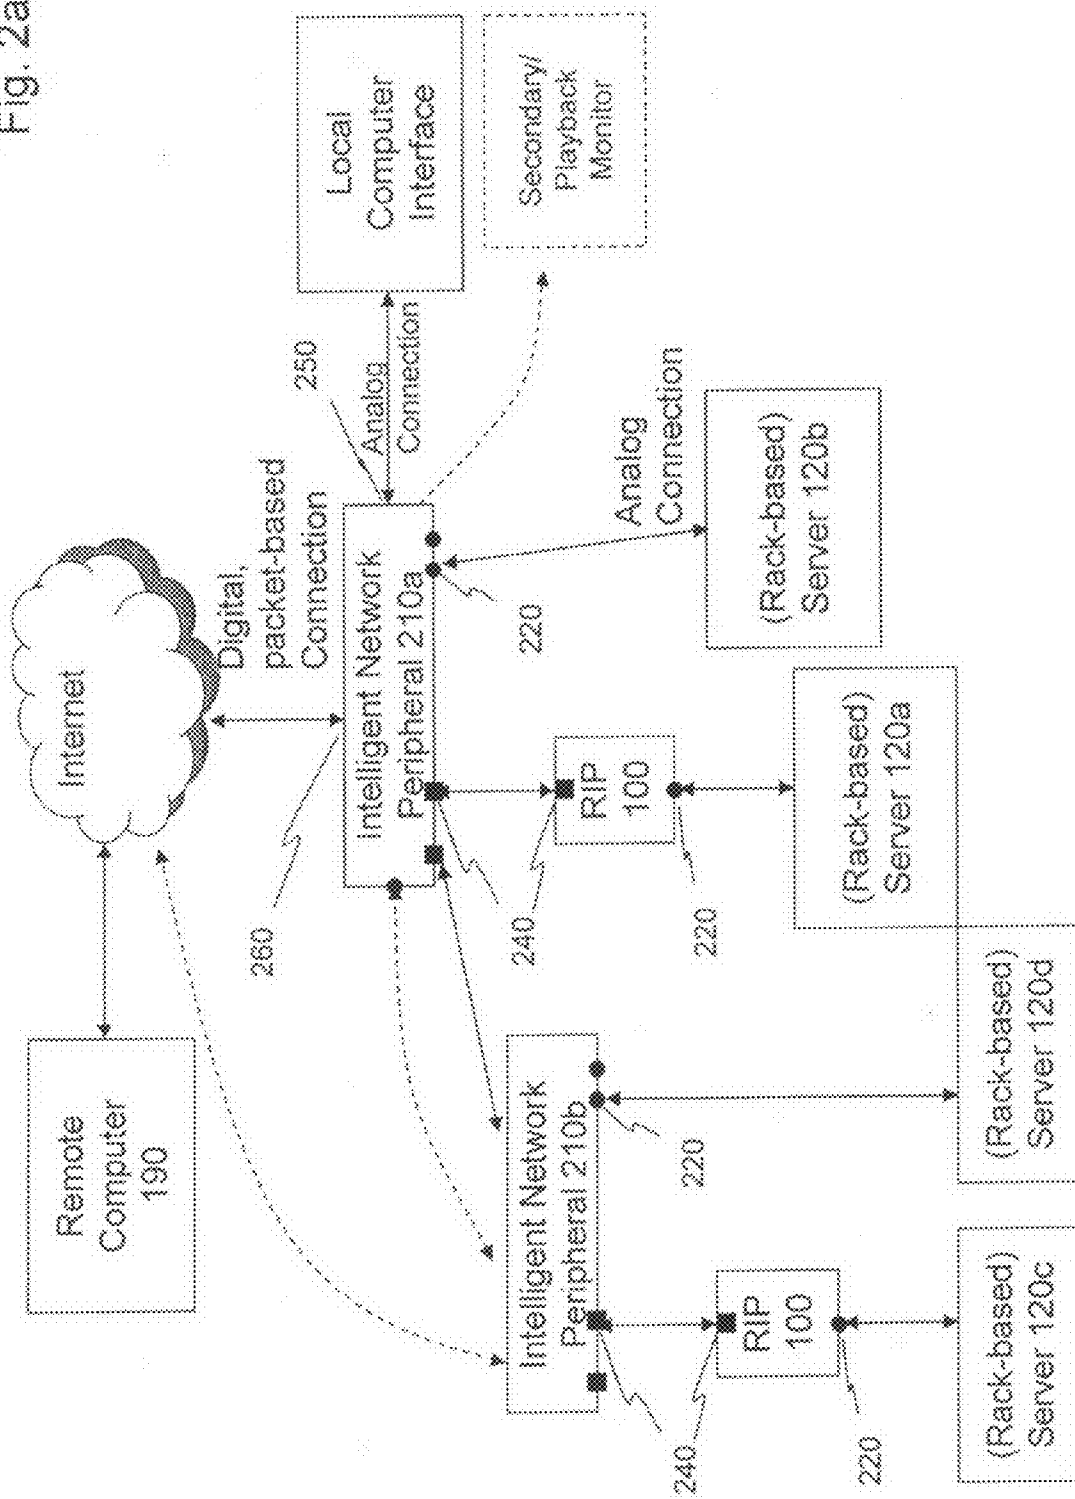 Fig. 2a
Remote
Computer
190
Internet
Digital,
packet-based
Connection
260
250
Intelligent Network
Peripheral 210a
Analog
Connection
Local
Computer
Interface
Secondary/
Playback
Monitor
Intelligent Network
Peripheral 210b
240
220
RIP
100
220
Analog
Connection
(Rack-based)
Server 120b
(Rack-based)
Server 120a
220
240
RIP
100
220
(Rack-based)
Server 120d
(Rack-based)
Server 120c